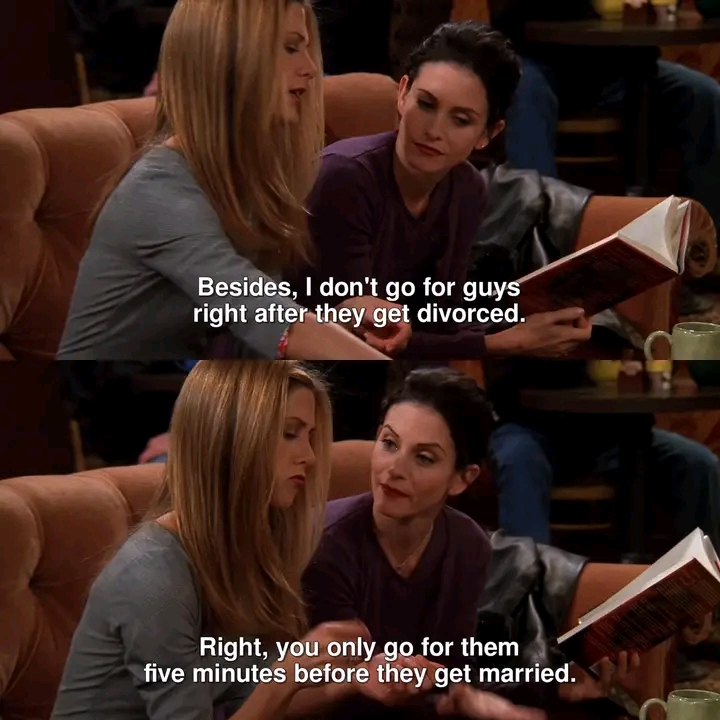 Besides, I don't go for guys
right after they get divorced.
Right, you only go for them
five minutes before they get married.